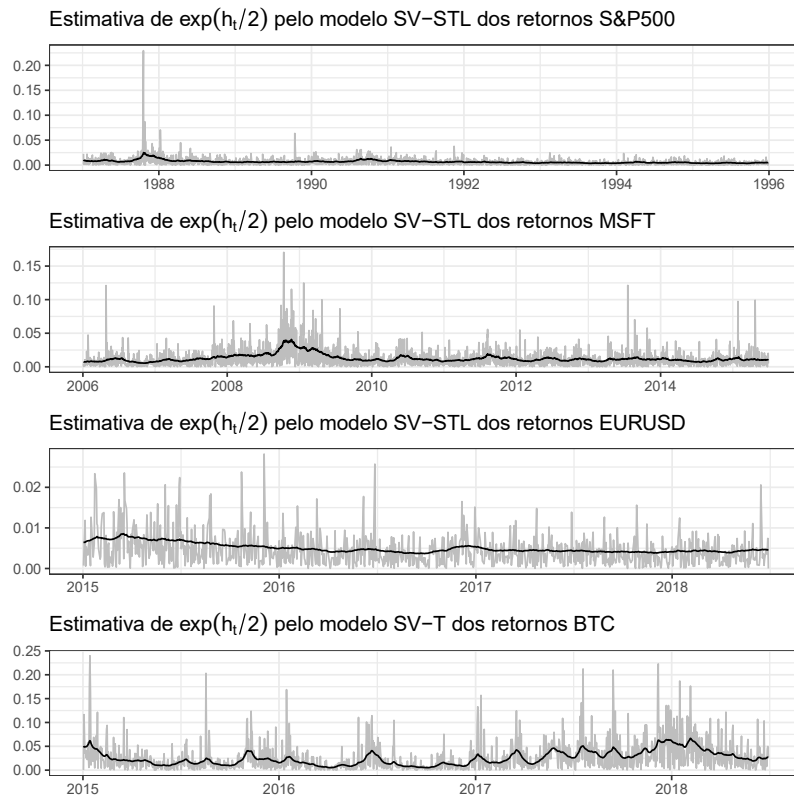 Estimativa de exp(hₜ/2) pelo modelo SV−STL dos retornos S&P500
0.20
0.15
0.10
0.05
0.00
1988 1990 1992 1994 1996
Estimativa de exp(hₜ/2) pelo modelo SV−STL dos retornos MSFT
0.15
0.10
0.05
0.00
2006 2008 2010 2012 2014
Estimativa de exp(hₜ/2) pelo modelo SV−STL dos retornos EURUSD
0.02
0.01
0.00
2015 2016 2017 2018
Estimativa de exp(hₜ/2) pelo modelo SV−T dos retornos BTC
0.25
0.20
0.15
0.10
0.05
0.00
2015 2016 2017 2018